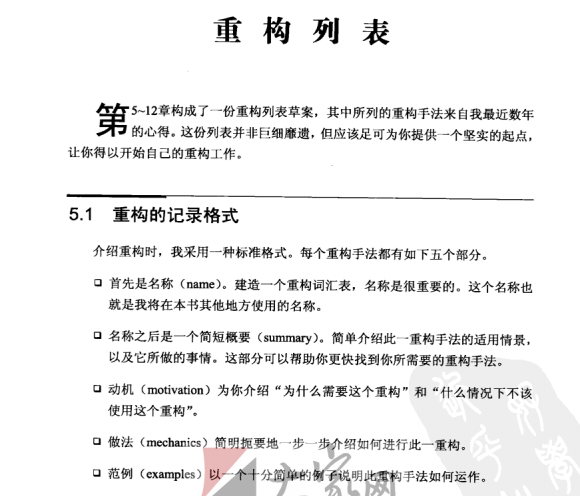 重构列表
第5~12章构成了一份重构列表草案，其中所列的重构手法来自我最近数年
的心得。这份列表并非巨细靡遗，但应该足可为你提供一个坚实的起点，
让你得以开始自己的重构工作。
5.1 重构的记录格式
介绍重构时，我采用一种标准格式。每个重构手法都有如下五个部分。
❑ 首先是名称（name）。建造一个重构词汇表，名称是很重要的。这个名称也
就是我将在本书其他地方使用的名称。
❑ 名称之后是一个简短概要（summary）。简单介绍此一重构手法的适用情景，
以及它所做的事情。这部分可以帮助你更快找到你所需要的重构手法。
❑ 动机（motivation）为你介绍“为什么需要这个重构”和“什么情况下不该
使用这个重构”。
❑ 做法（mechanics）简明扼要地一步一步介绍如何进行此一重构。
❑ 范例（examples）以一个十分简单的例子说明此重构手法如何运作。